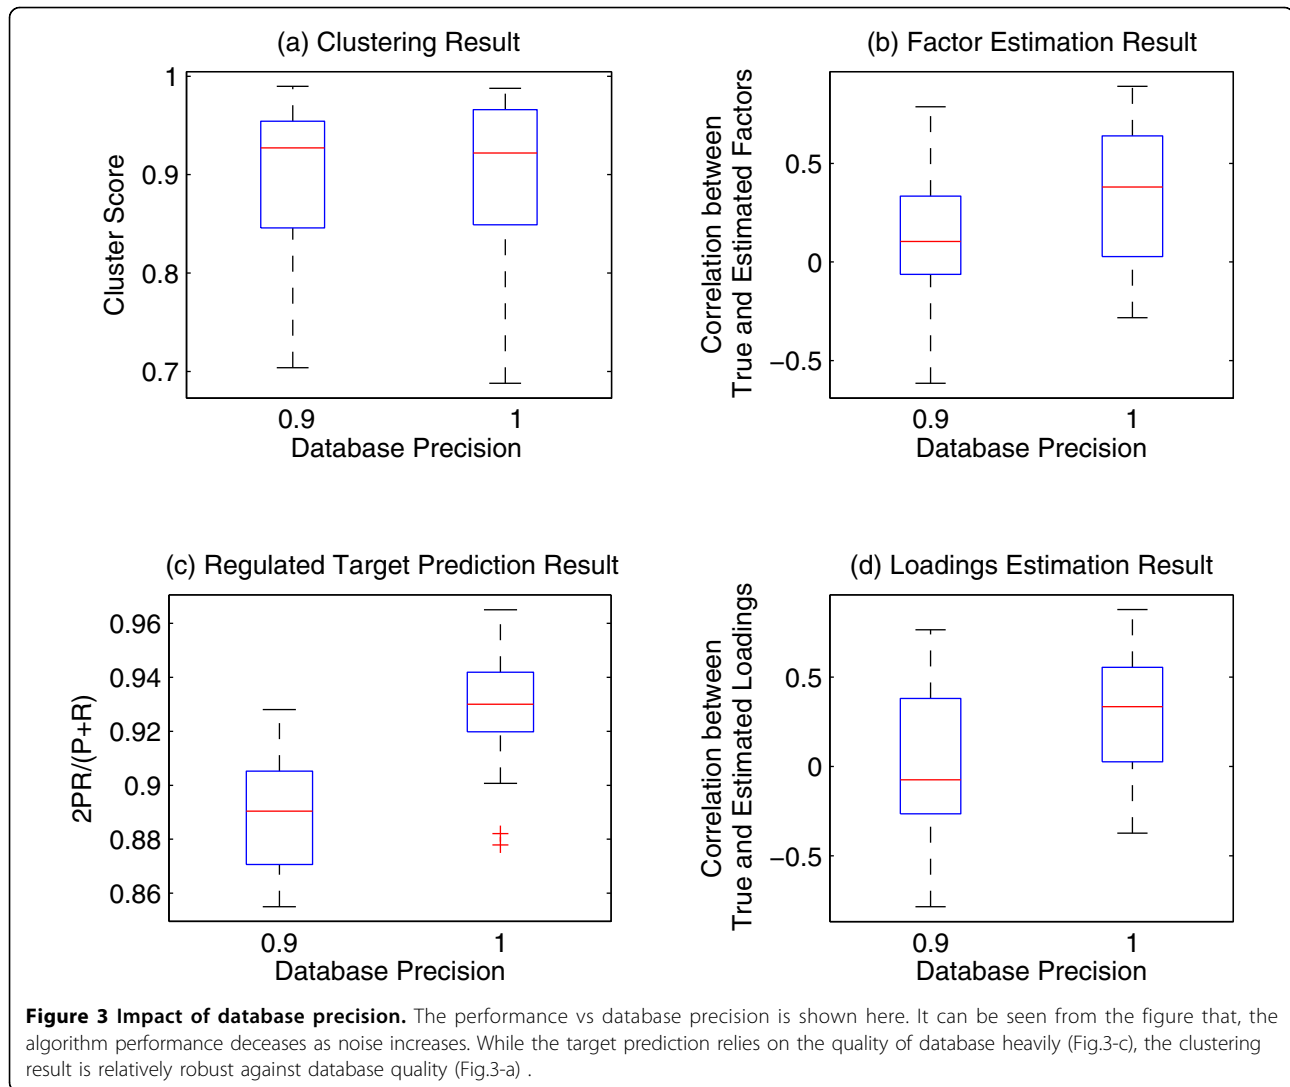 (a) Clustering Result
1
0.9
0.8
0.7
Cluster Score
0.9 1
Database Precision
(b) Factor Estimation Result
0.5
0
−0.5
Correlation between
True and Estimated Factors
0.9 1
Database Precision
(c) Regulated Target Prediction Result
0.96
0.94
0.92
0.9
0.88
0.86
2PR/(P+R)
0.9 1
Database Precision
(d) Loadings Estimation Result
0.5
0
−0.5
Correlation between
True and Estimated Loadings
0.9 1
Database Precision
Figure 3 Impact of database precision. The performance vs database precision is shown here. It can be seen from the figure that, the
algorithm performance deceases as noise increases. While the target prediction relies on the quality of database heavily (Fig.3-c), the clustering
result is relatively robust against database quality (Fig.3-a) .